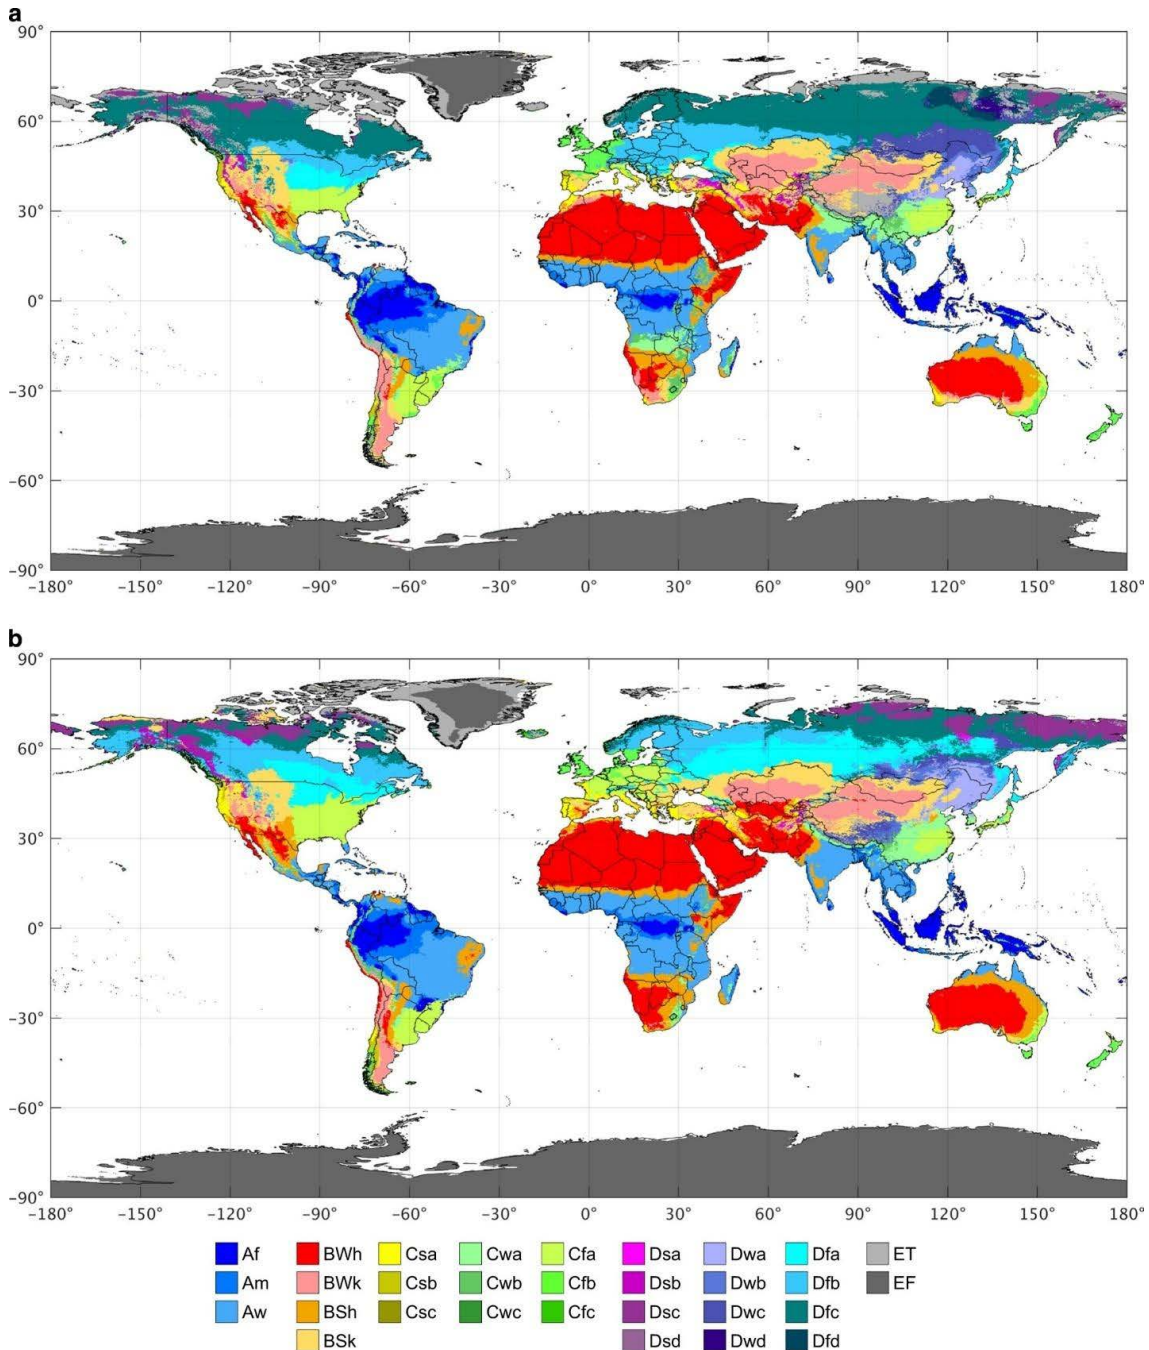 a
90°
60°
30°
0°
−30°
−60°
−90°
−180° −150° −120° −90° −60° −30° 0° 30° 60° 90° 120° 150° 180°
b
90°
60°
30°
0°
−30°
−60°
−90°
−180° −150° −120° −90° −60° −30° 0° 30° 60° 90° 120° 150° 180°
Af BWh Csa Cwa Cfa Dsa Dwa Dfa ET
Am BWk Csb Cwb Cfb Dsb Dwb Dfb EF
Aw BSh Csc Cwc Cfc Dsc Dwc Dfc
BSk Dsd Dwd Dfd